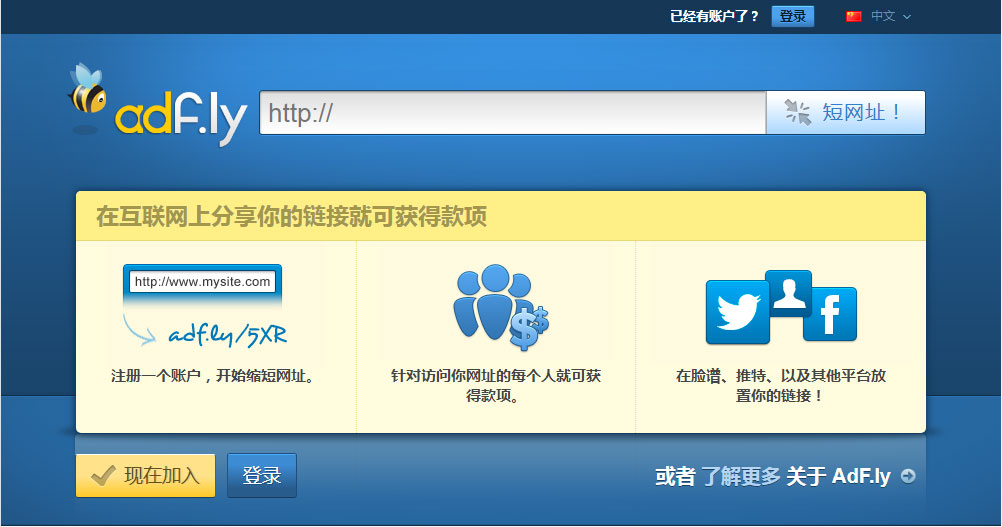 已经有账户了？ 登录 中文
adf.ly http:// 短网址！
在互联网上分享你的链接就可获得款项
http://www.mysite.com
adf.ly/5XR
注册一个账户，开始缩短网址。
针对访问你网址的每个人就可获
得款项。
在脸谱、推特、以及其他平台放
置你的链接！
现在加入 登录 或者 了解更多 关于 AdF.ly